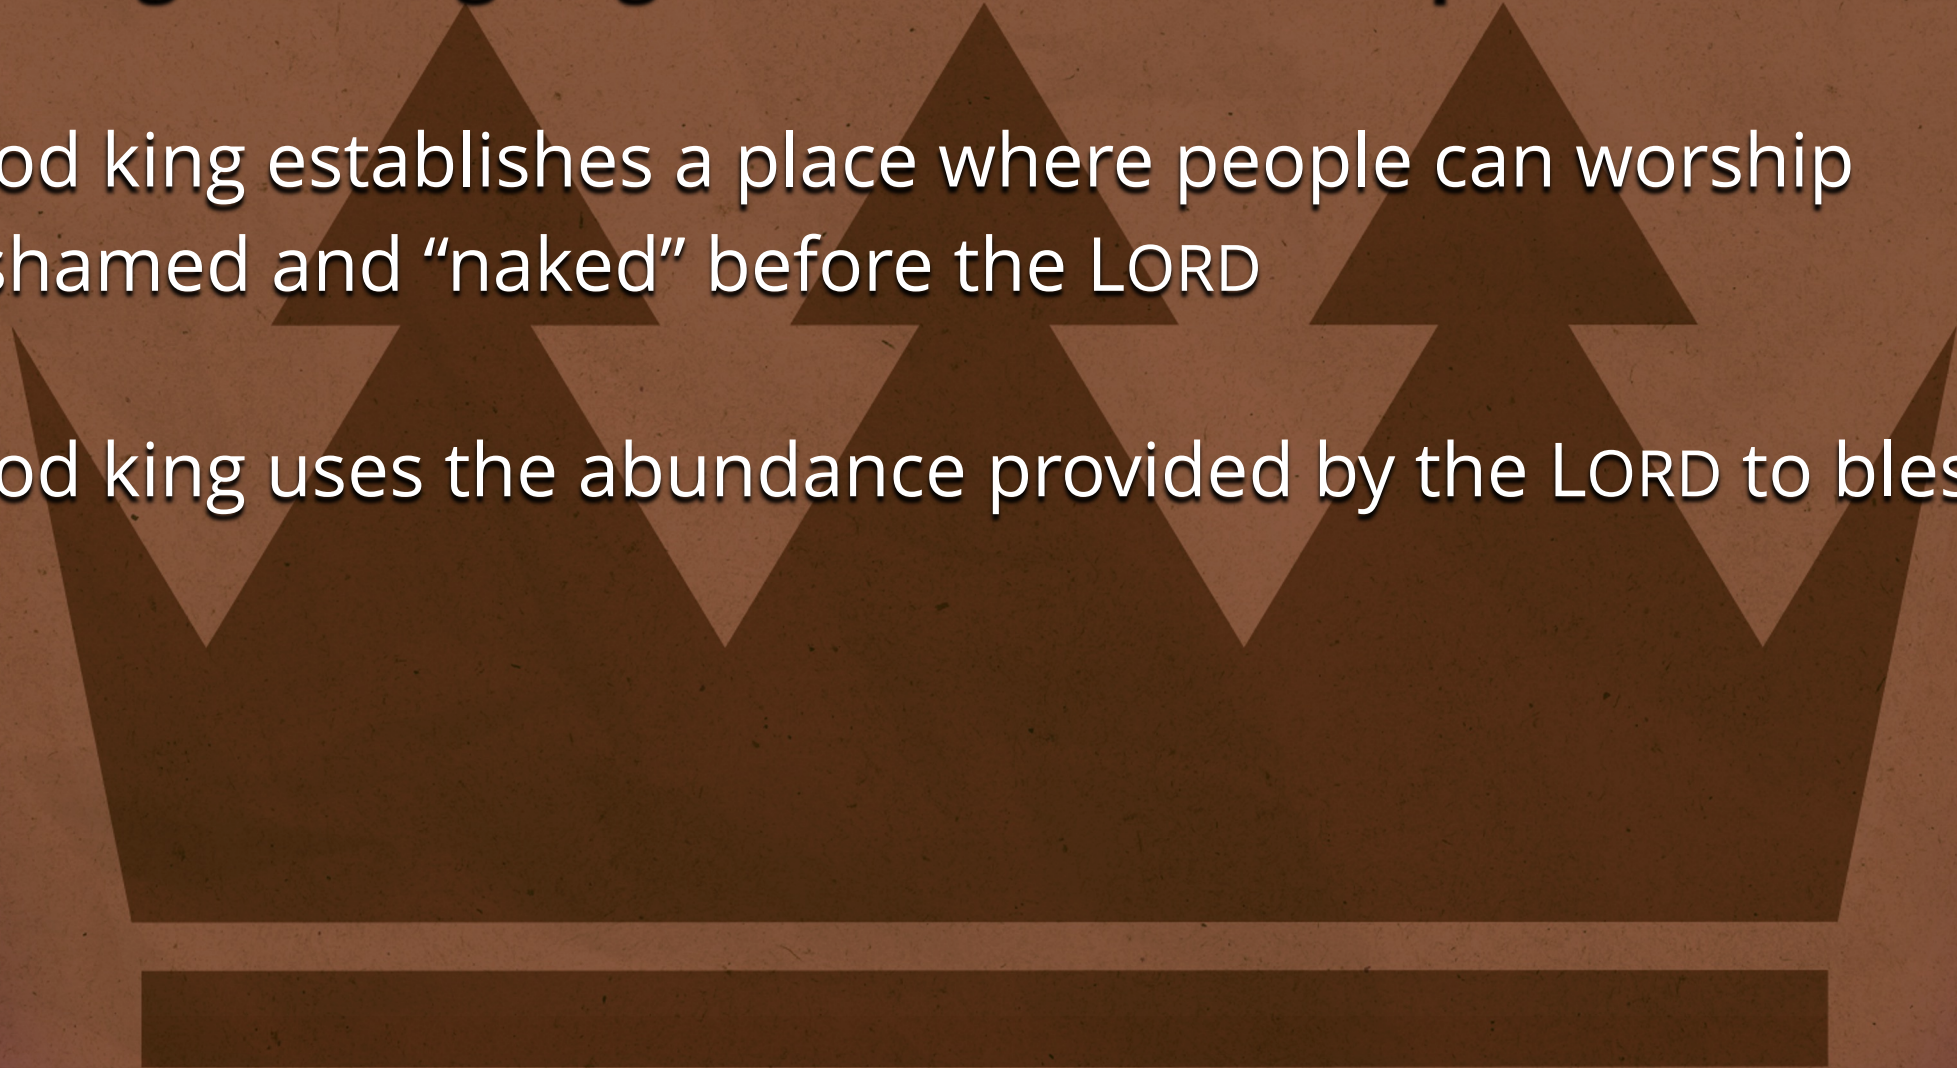 od king establishes a place where people can worship
shamed and “naked” before the LORD
od king uses the abundance provided by the LORD to bles